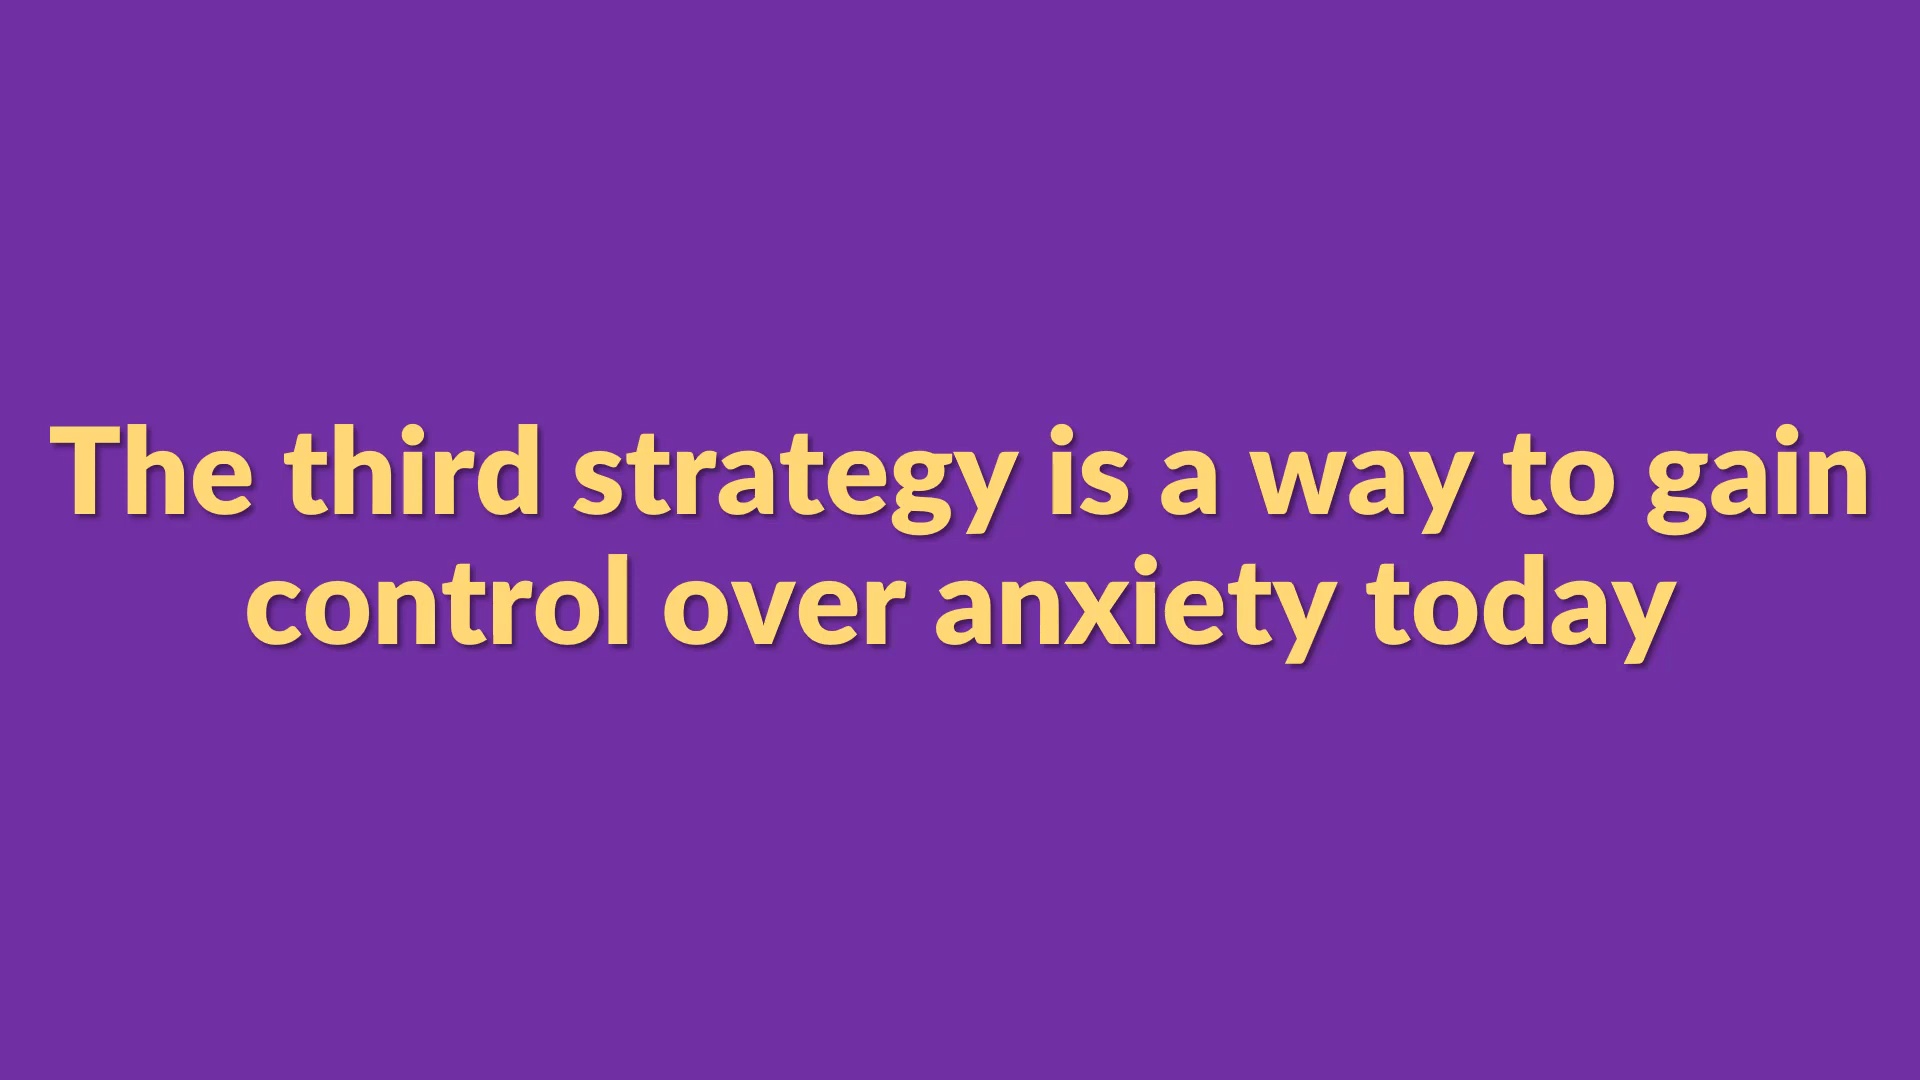 The third strategy is a way to gain
control over anxiety today